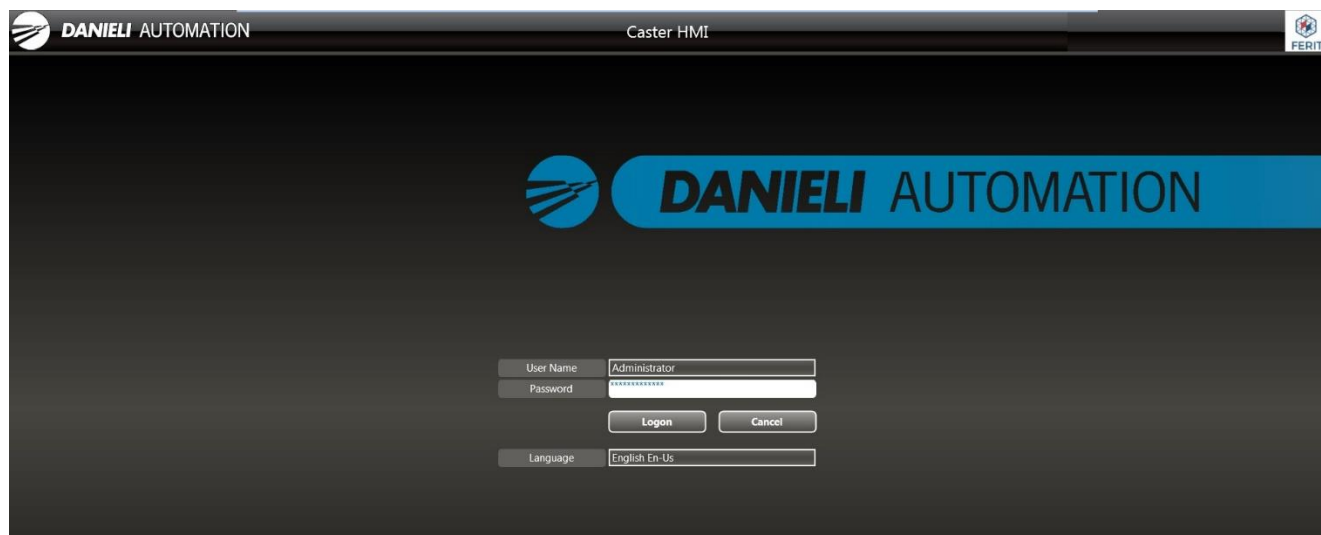 DANIELI AUTOMATION
Caster HMI
FERIT
DANIELI AUTOMATION
User Name Administrator
Password *************
Logon Cancel
Language English En-Us